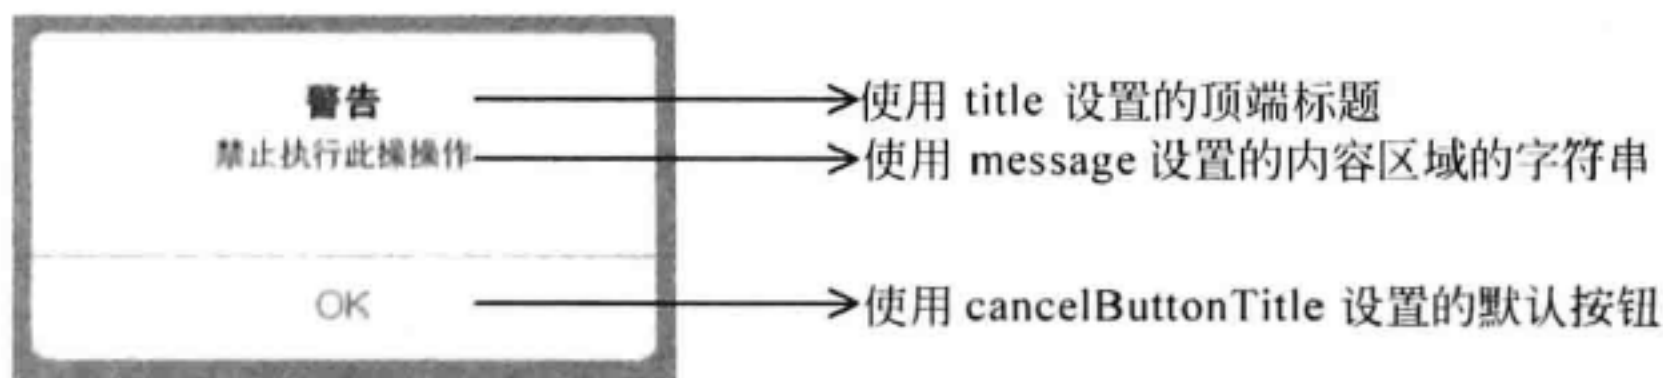 警告
使用 title 设置的顶端标题
禁止执行此操操作
使用 message 设置的内容区域的字符串
OK
使用 cancelButtonTitle 设置的默认按钮